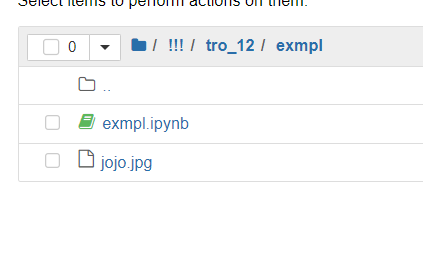 Select items to perform actions on them.
0 / !!! / tro_12 / exmpl
..
exmpl.ipynb
jojo.jpg